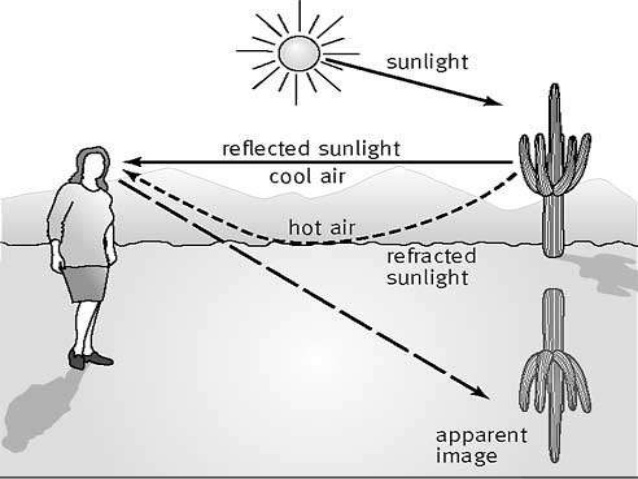 sunlight
reflected sunlight
cool air
hot air
refracted
sunlight
apparent
image